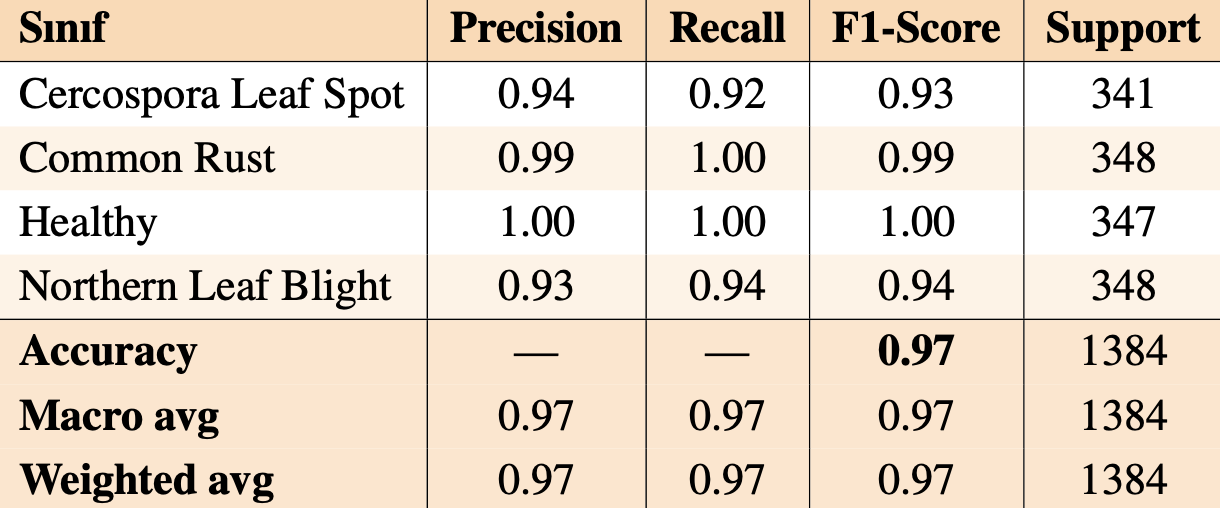 Sınıf Precision Recall F1-Score Support
Cercospora Leaf Spot 0.94 0.92 0.93 341
Common Rust 0.99 1.00 0.99 348
Healthy 1.00 1.00 1.00 347
Northern Leaf Blight 0.93 0.94 0.94 348
Accuracy — — 0.97 1384
Macro avg 0.97 0.97 0.97 1384
Weighted avg 0.97 0.97 0.97 1384